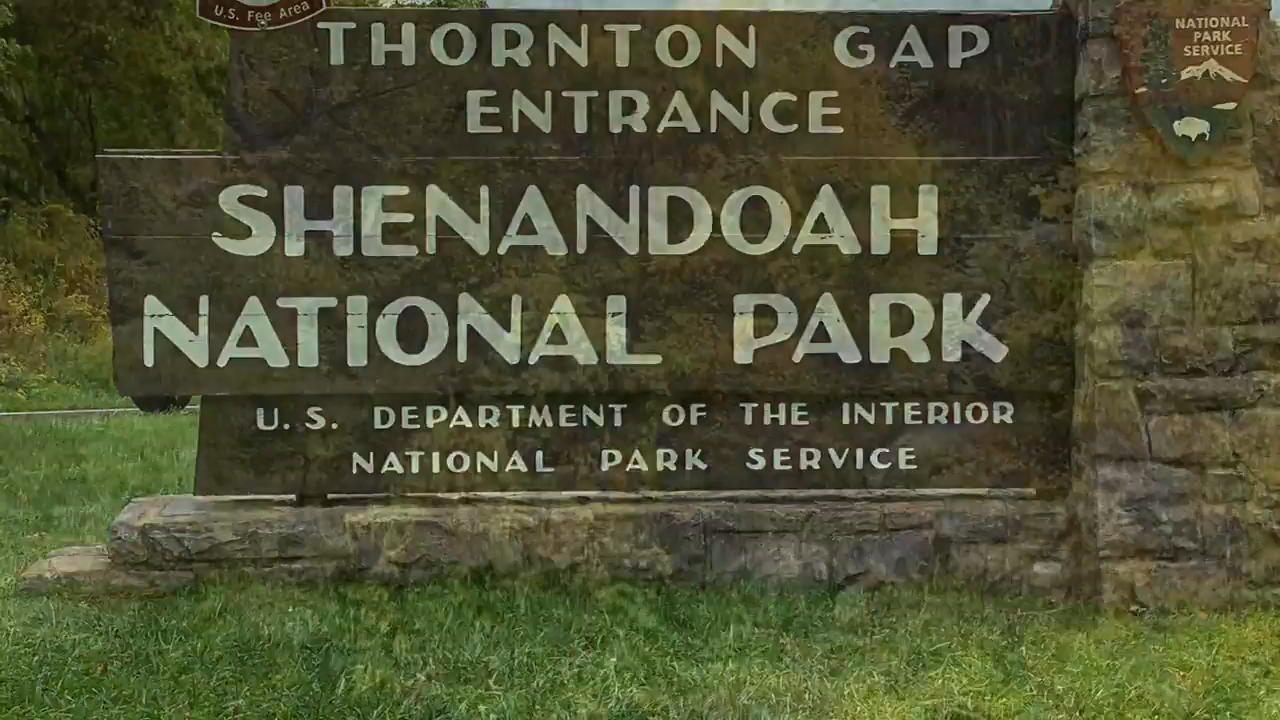 U.S. Fee Area
THORNTON GAP
ENTRANCE
NATIONAL
PARK
SERVICE
SHENANDOAH
NATIONAL PARK
U.S. DEPARTMENT OF THE INTERIOR
NATIONAL PARK SERVICE